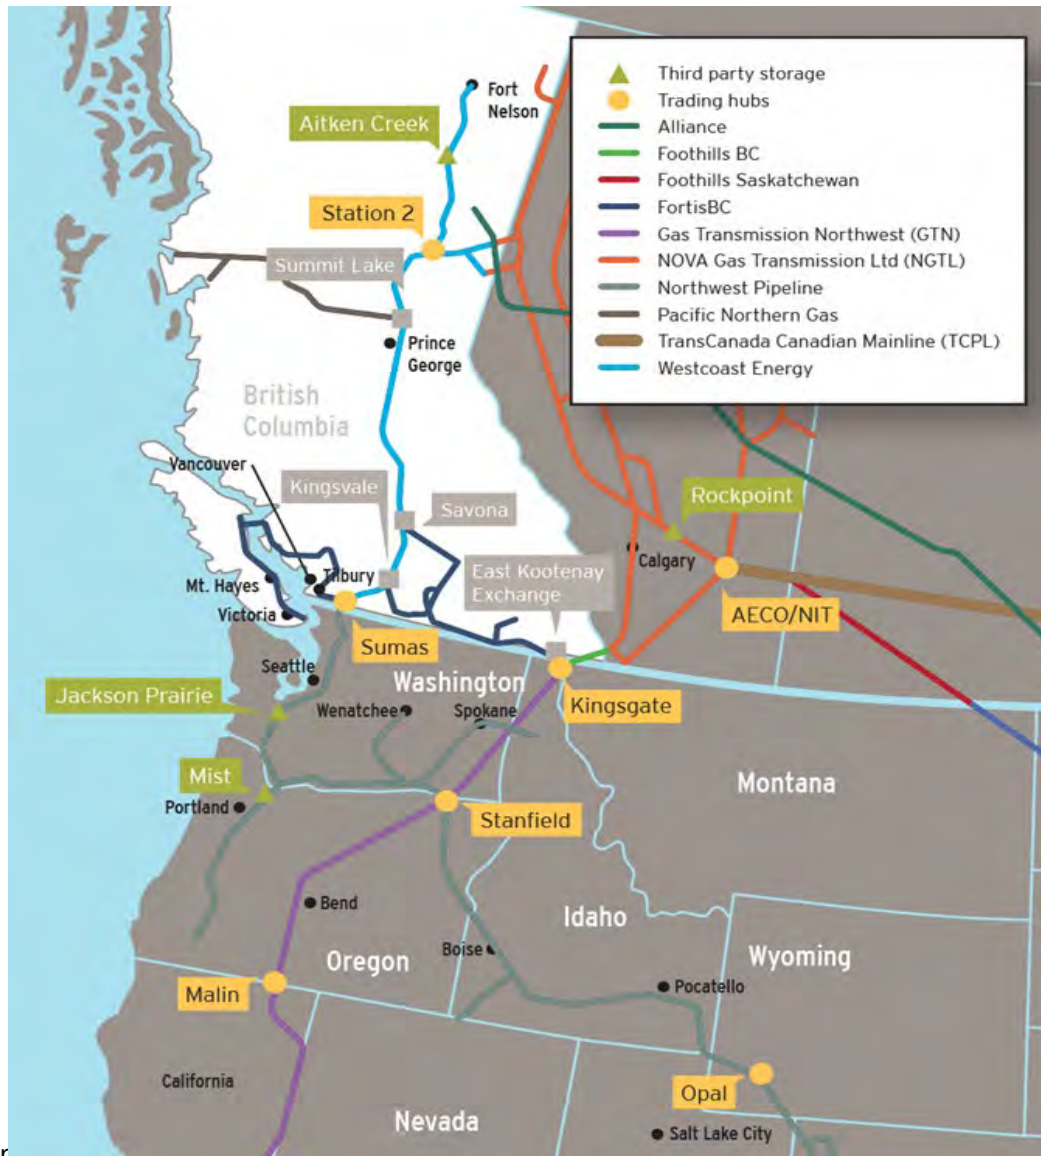 Fort
Nelson
Aitken Creek
Station 2
Summit Lake
Prince
George
British
Columbia
Vancouver
Kingsvale
Savona
Mt. Hayes
Tilbury
Victoria
East Kootenay
Exchange
Sumas
Rockpoint
Calgary
AECO/NIT
Third party storage
Trading hubs
Alliance
Foothills BC
Foothills Saskatchewan
FortisBC
Gas Transmission Northwest (GTN)
NOVA Gas Transmission Ltd (NGTL)
Northwest Pipeline
Pacific Northern Gas
TransCanada Canadian Mainline (TCPL)
Westcoast Energy
Seattle
Washington
Kingsgate
Jackson Prairie
Wenatchee
Spokane
Mist
Portland
Stanfield
Montana
Bend
Idaho
Boise
Oregon
Wyoming
Malin
Pocatello
California
Nevada
Opal
Salt Lake City